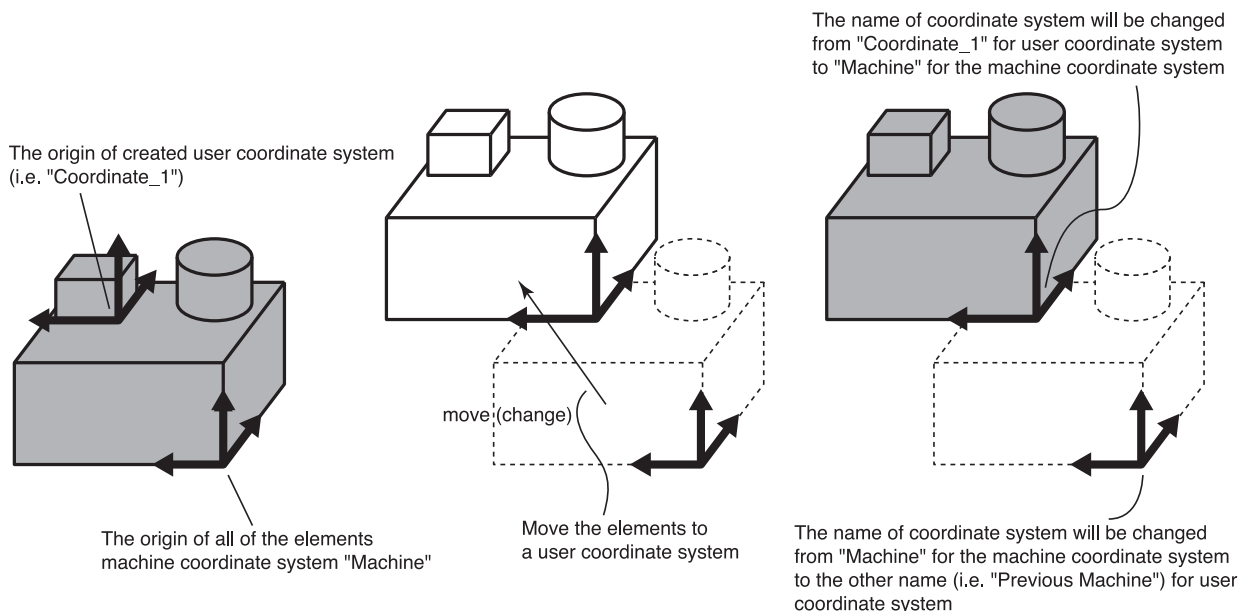 The name of coordinate system will be changed
from "Coordinate_1" for user coordinate system
to "Machine" for the machine coordinate system
The origin of created user coordinate system
(i.e. "Coordinate_1")
move (change)
The origin of all of the elements
machine coordinate system "Machine"
Move the elements to
a user coordinate system
The name of coordinate system will be changed
from "Machine" for the machine coordinate system
to the other name (i.e. "Previous Machine") for user
coordinate system